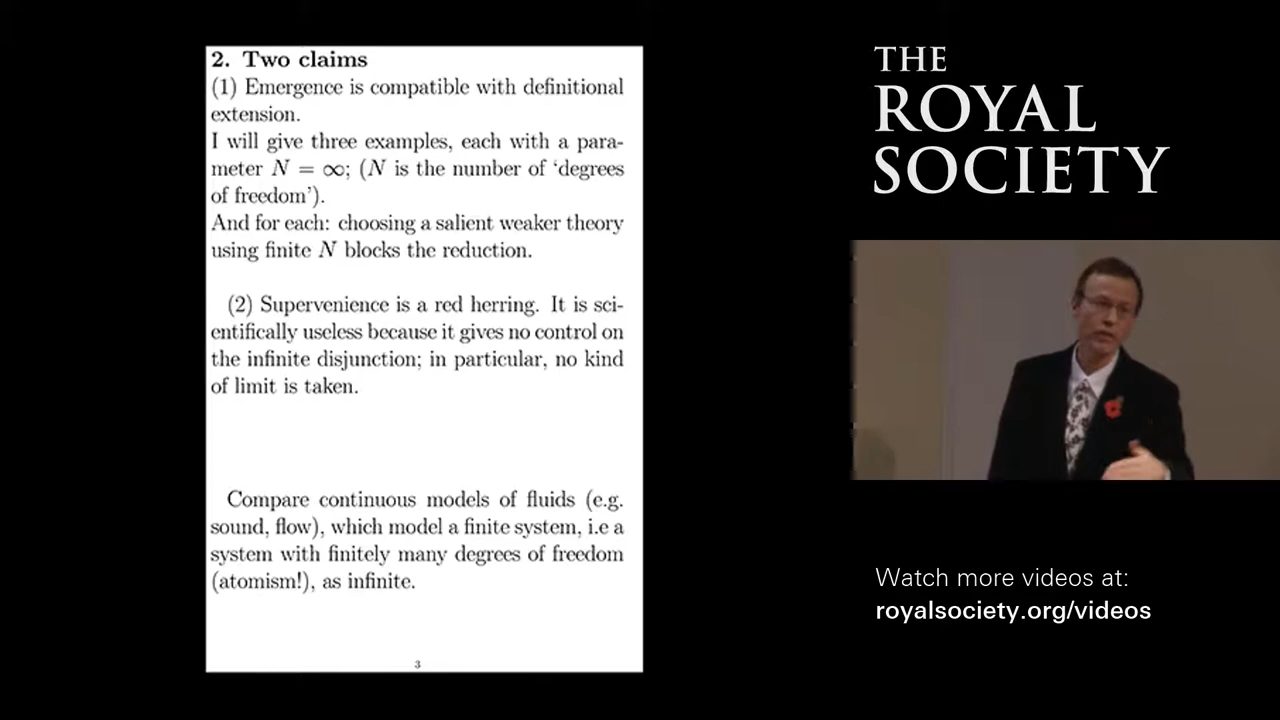 2. Two claims
(1) Emergence is compatible with definitional
extension.
I will give three examples, each with a para-
meter N = ∞; (N is the number of ‘degrees
of freedom’).
And for each: choosing a salient weaker theory
using finite N blocks the reduction.
(2) Supervenience is a red herring. It is sci-
entifically useless because it gives no control on
the infinite disjunction; in particular, no kind
of limit is taken.
Compare continuous models of fluids (e.g.
sound, flow), which model a finite system, i.e a
system with finitely many degrees of freedom
(atomism!), as infinite.
3
THE
ROYAL
SOCIETY
Watch more videos at:
royalsociety.org/videos